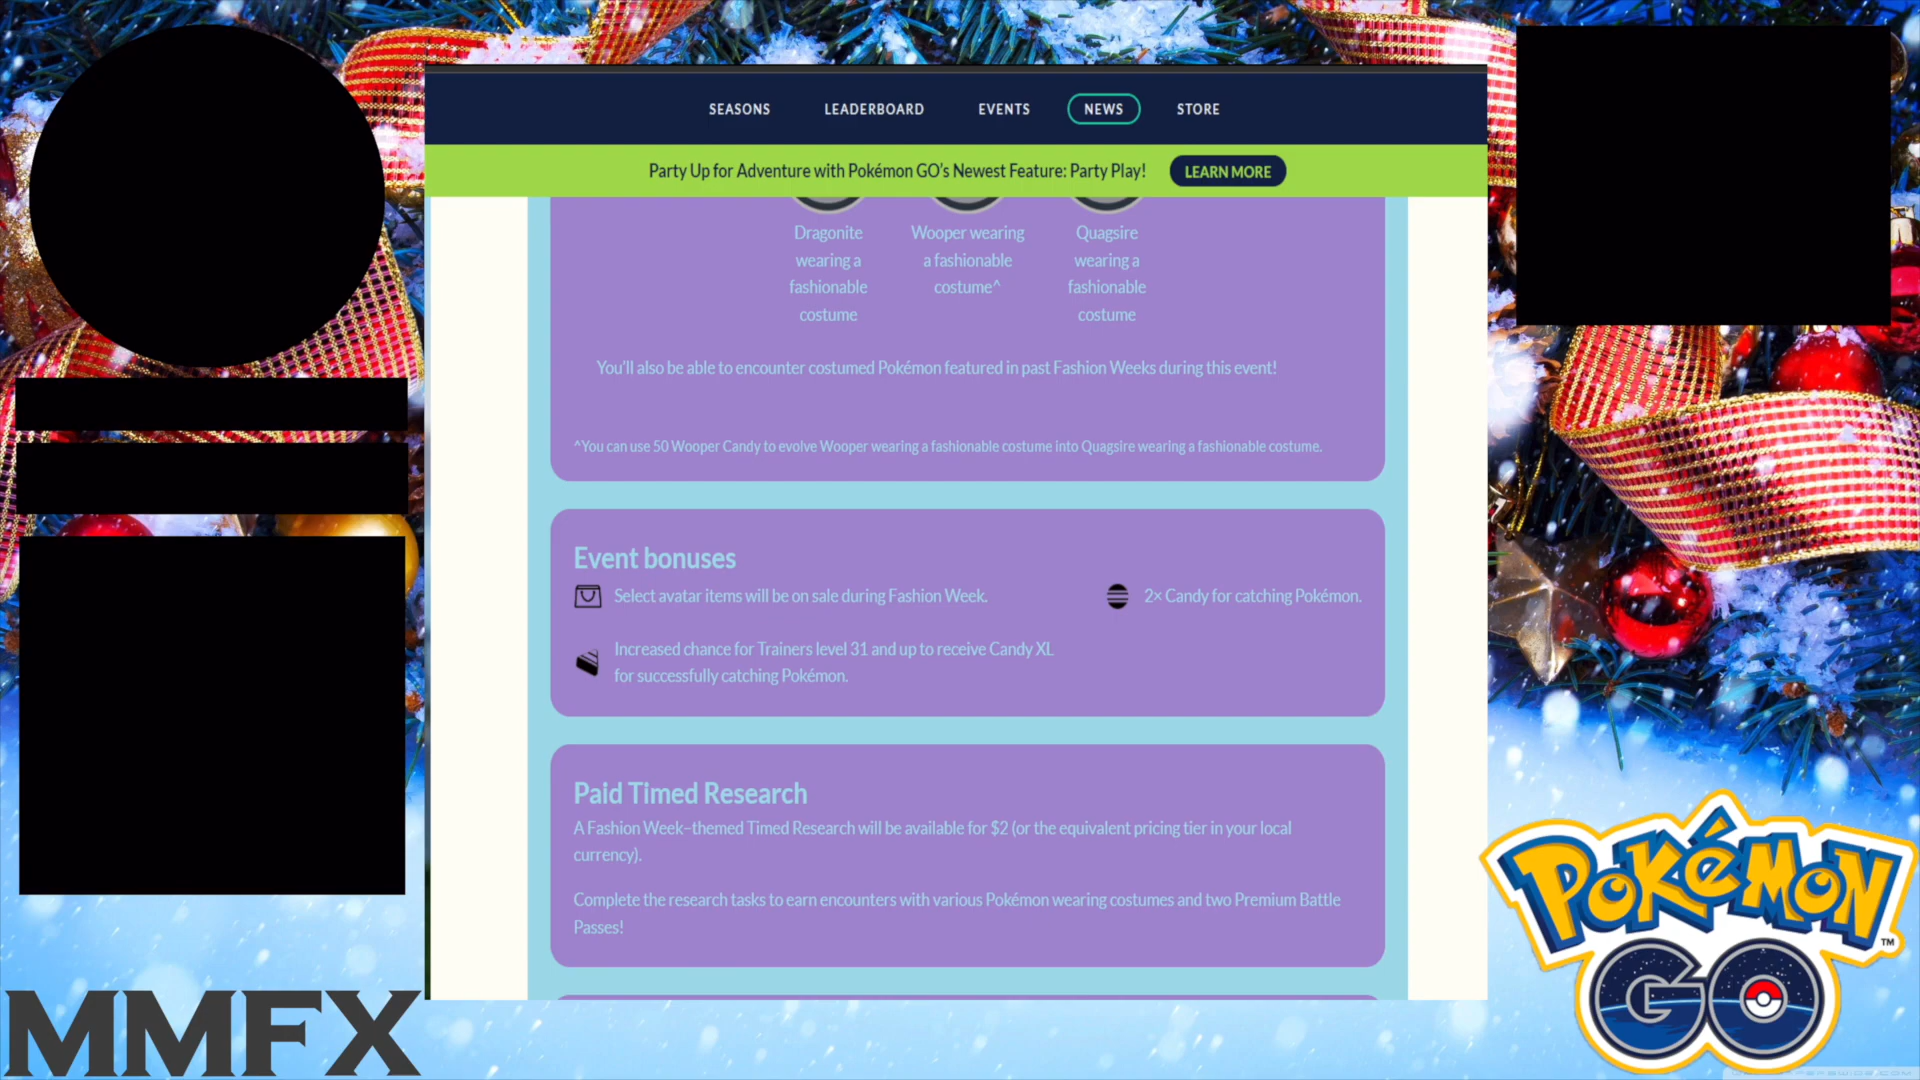 SEASONS LEADERBOARD EVENTS NEWS STORE
Party Up for Adventure with Pokémon GO's Newest Feature: Party Play! LEARN MORE
Dragonite
wearing a
fashionable
costume
Wooper wearing
a fashionable
costume^
Quagsire
wearing a
fashionable
costume
You'll also be able to encounter costumed Pokémon featured in past Fashion Weeks during this event!
^You can use 50 Wooper Candy to evolve Wooper wearing a fashionable costume into Quagsire wearing a fashionable costume.
Event bonuses
Select avatar items will be on sale during Fashion Week.
2× Candy for catching Pokémon.
Increased chance for Trainers level 31 and up to receive Candy XL
for successfully catching Pokémon.
Paid Timed Research
A Fashion Week–themed Timed Research will be available for $2 (or the equivalent pricing tier in your local
currency).
Complete the research tasks to earn encounters with various Pokémon wearing costumes and two Premium Battle
Passes!
MMFX
POKéMON
TM
GO